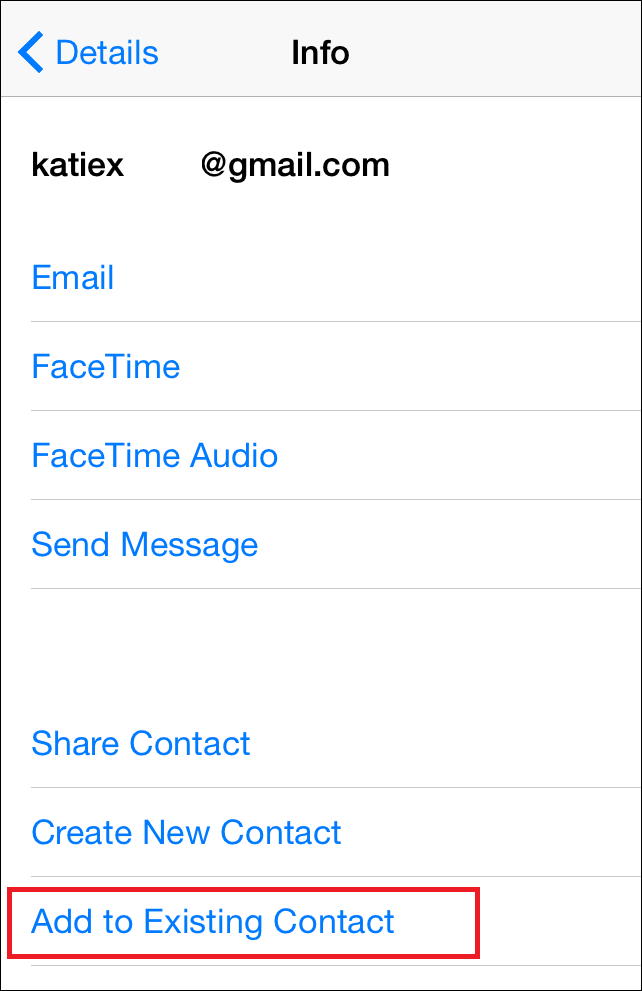 Details Info
katiex @gmail.com
Email
FaceTime
FaceTime Audio
Send Message
Share Contact
Create New Contact
Add to Existing Contact